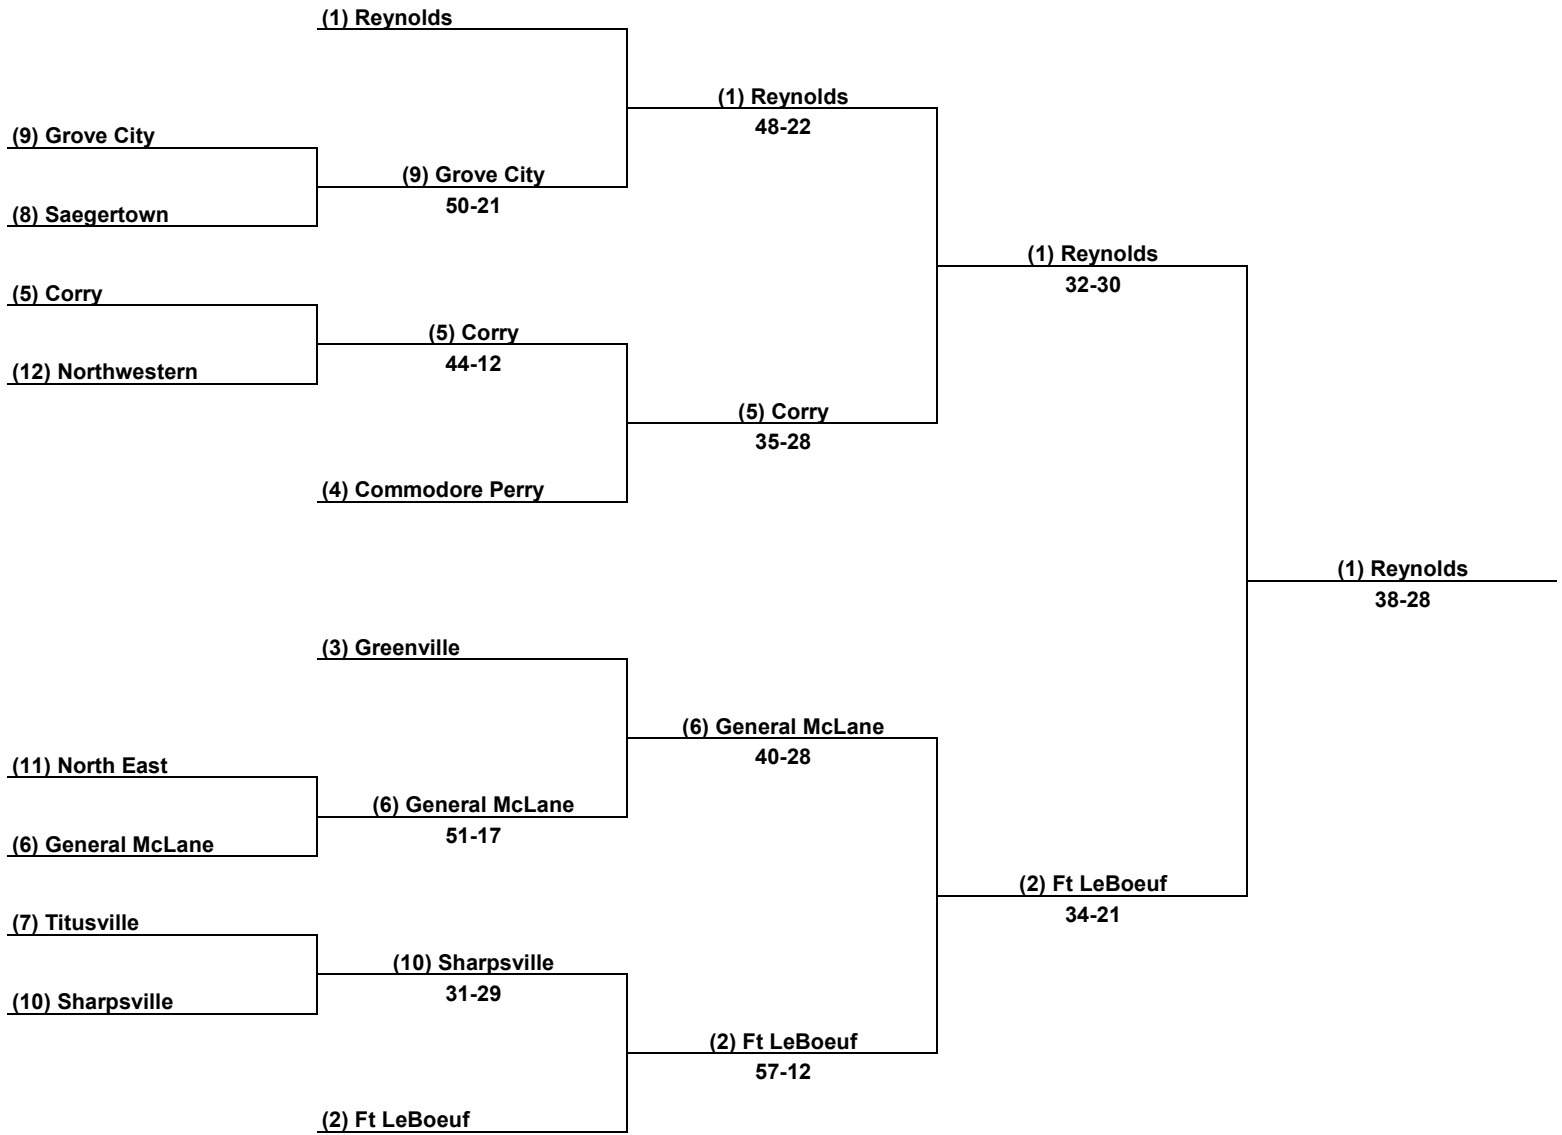 (1) Reynolds
(1) Reynolds
48-22
(9) Grove City
(9) Grove City
50-21
(8) Saegertown
(1) Reynolds
32-30
(5) Corry
(5) Corry
44-12
(12) Northwestern
(5) Corry
35-28
(4) Commodore Perry
(1) Reynolds
38-28
(3) Greenville
(6) General McLane
40-28
(11) North East
(6) General McLane
51-17
(6) General McLane
(2) Ft LeBoeuf
34-21
(7) Titusville
(10) Sharpsville
31-29
(10) Sharpsville
(2) Ft LeBoeuf
57-12
(2) Ft LeBoeuf